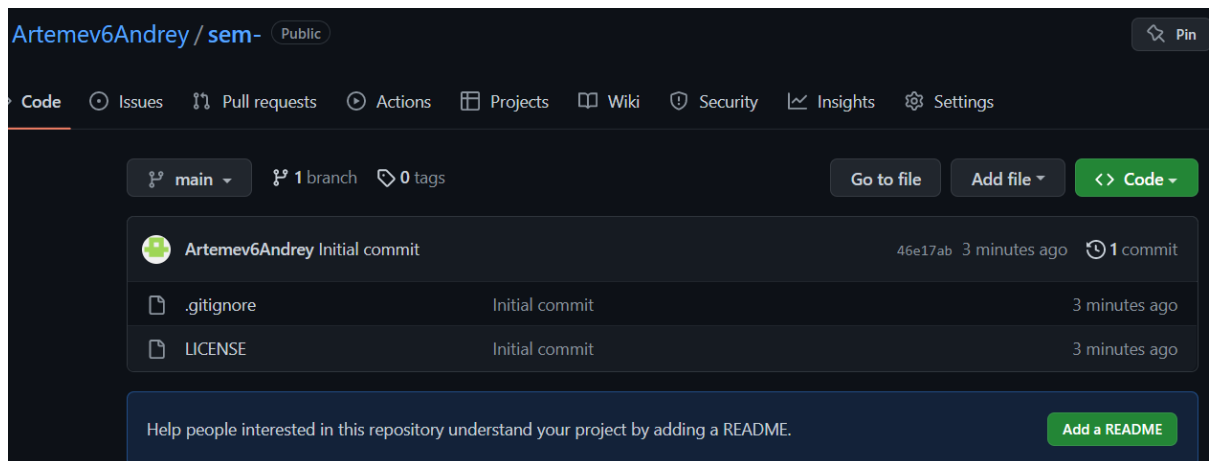 Artemev6Andrey / sem- Public Pin
Code Issues Pull requests Actions Projects Wiki Security Insights Settings
main 1 branch 0 tags Go to file Add file <> Code
Artemev6Andrey Initial commit 46e17ab 3 minutes ago 1 commit
.gitignore Initial commit 3 minutes ago
LICENSE Initial commit 3 minutes ago
Help people interested in this repository understand your project by adding a README. Add a README